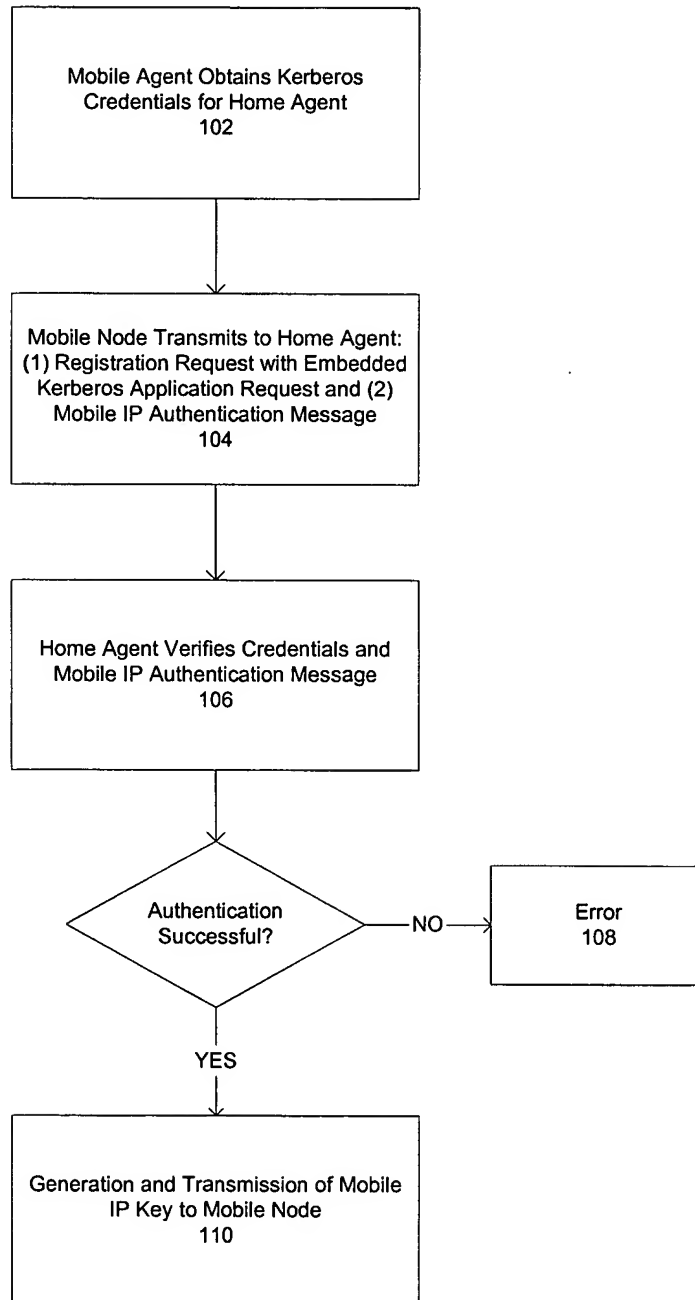 Mobile Agent Obtains Kerberos
Credentials for Home Agent
102
Mobile Node Transmits to Home Agent:
(1) Registration Request with Embedded
Kerberos Application Request and (2)
Mobile IP Authentication Message
104
Home Agent Verifies Credentials and
Mobile IP Authentication Message
106
Authentication
Successful?
NO
Error
108
YES
Generation and Transmission of Mobile
IP Key to Mobile Node
110